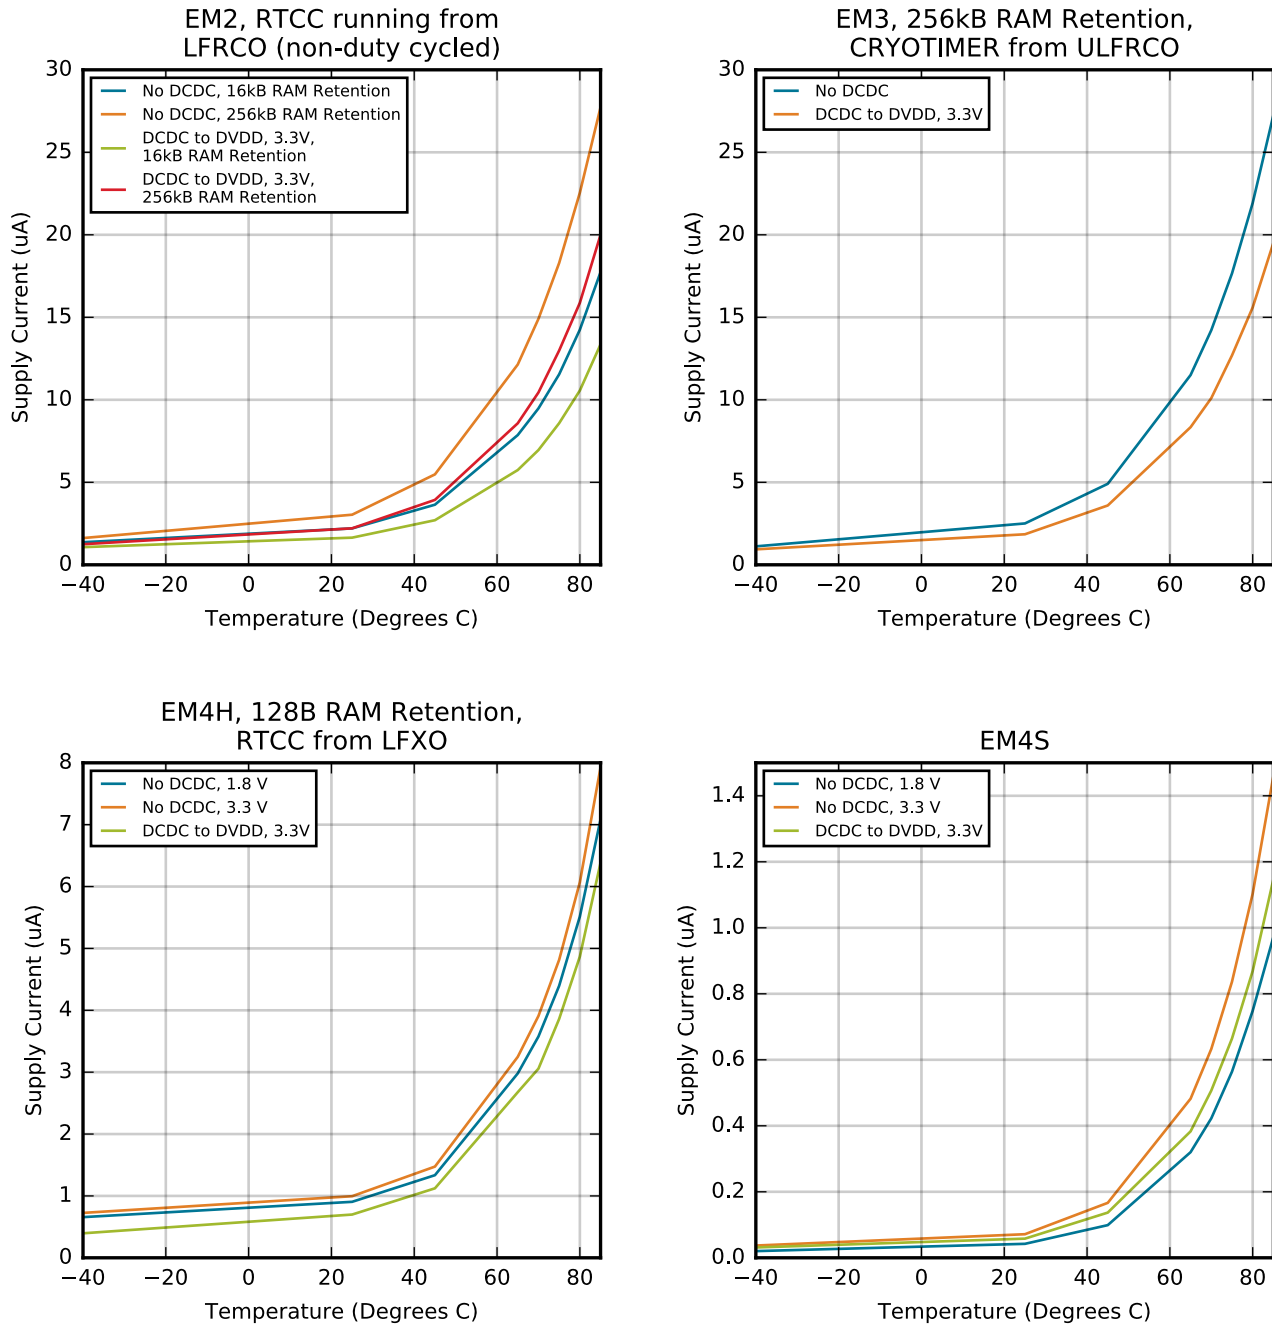 EM2, RTCC running from
LFRCO (non-duty cycled)
30
25
20
15
10
5
0
Supply Current (uA)
No DCDC, 16kB RAM Retention
No DCDC, 256kB RAM Retention
DCDC to DVDD, 3.3V,
16kB RAM Retention
DCDC to DVDD, 3.3V,
256kB RAM Retention
−40 −20 0 20 40 60 80
Temperature (Degrees C)
EM3, 256kB RAM Retention,
CRYOTIMER from ULFRCO
30
25
20
15
10
5
0
Supply Current (uA)
No DCDC
DCDC to DVDD, 3.3V
−40 −20 0 20 40 60 80
Temperature (Degrees C)
EM4H, 128B RAM Retention,
RTCC from LFXO
8
7
6
5
4
3
2
1
0
Supply Current (uA)
No DCDC, 1.8 V
No DCDC, 3.3 V
DCDC to DVDD, 3.3V
−40 −20 0 20 40 60 80
Temperature (Degrees C)
EM4S
1.4
1.2
1.0
0.8
0.6
0.4
0.2
0.0
Supply Current (uA)
No DCDC, 1.8 V
No DCDC, 3.3 V
DCDC to DVDD, 3.3V
−40 −20 0 20 40 60 80
Temperature (Degrees C)